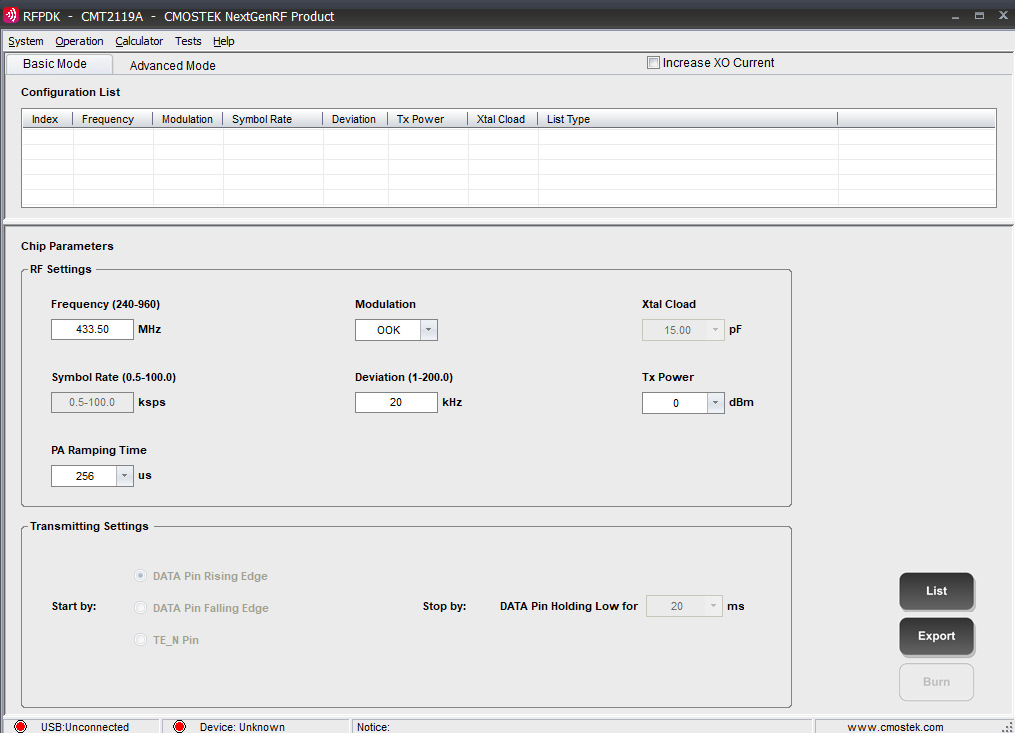 RFPDK - CMT2119A - CMOSTEK NextGenRF Product
System Operation Calculator Tests Help
Basic Mode Advanced Mode Increase XO Current
Configuration List
Index Frequency Modulation Symbol Rate Deviation Tx Power Xtal Cload List Type
Chip Parameters
RF Settings
Frequency (240-960) Modulation Xtal Cload
433.50 MHz OOK 15.00 pF
Symbol Rate (0.5-100.0) Deviation (1-200.0) Tx Power
0.5-100.0 ksps 20 kHz 0 dBm
PA Ramping Time
256 us
Transmitting Settings
DATA Pin Rising Edge
Start by: DATA Pin Falling Edge Stop by: DATA Pin Holding Low for 20 ms
TE_N Pin
List
Export
Burn
USB:Unconnected Device: Unknown Notice: www.cmostek.com